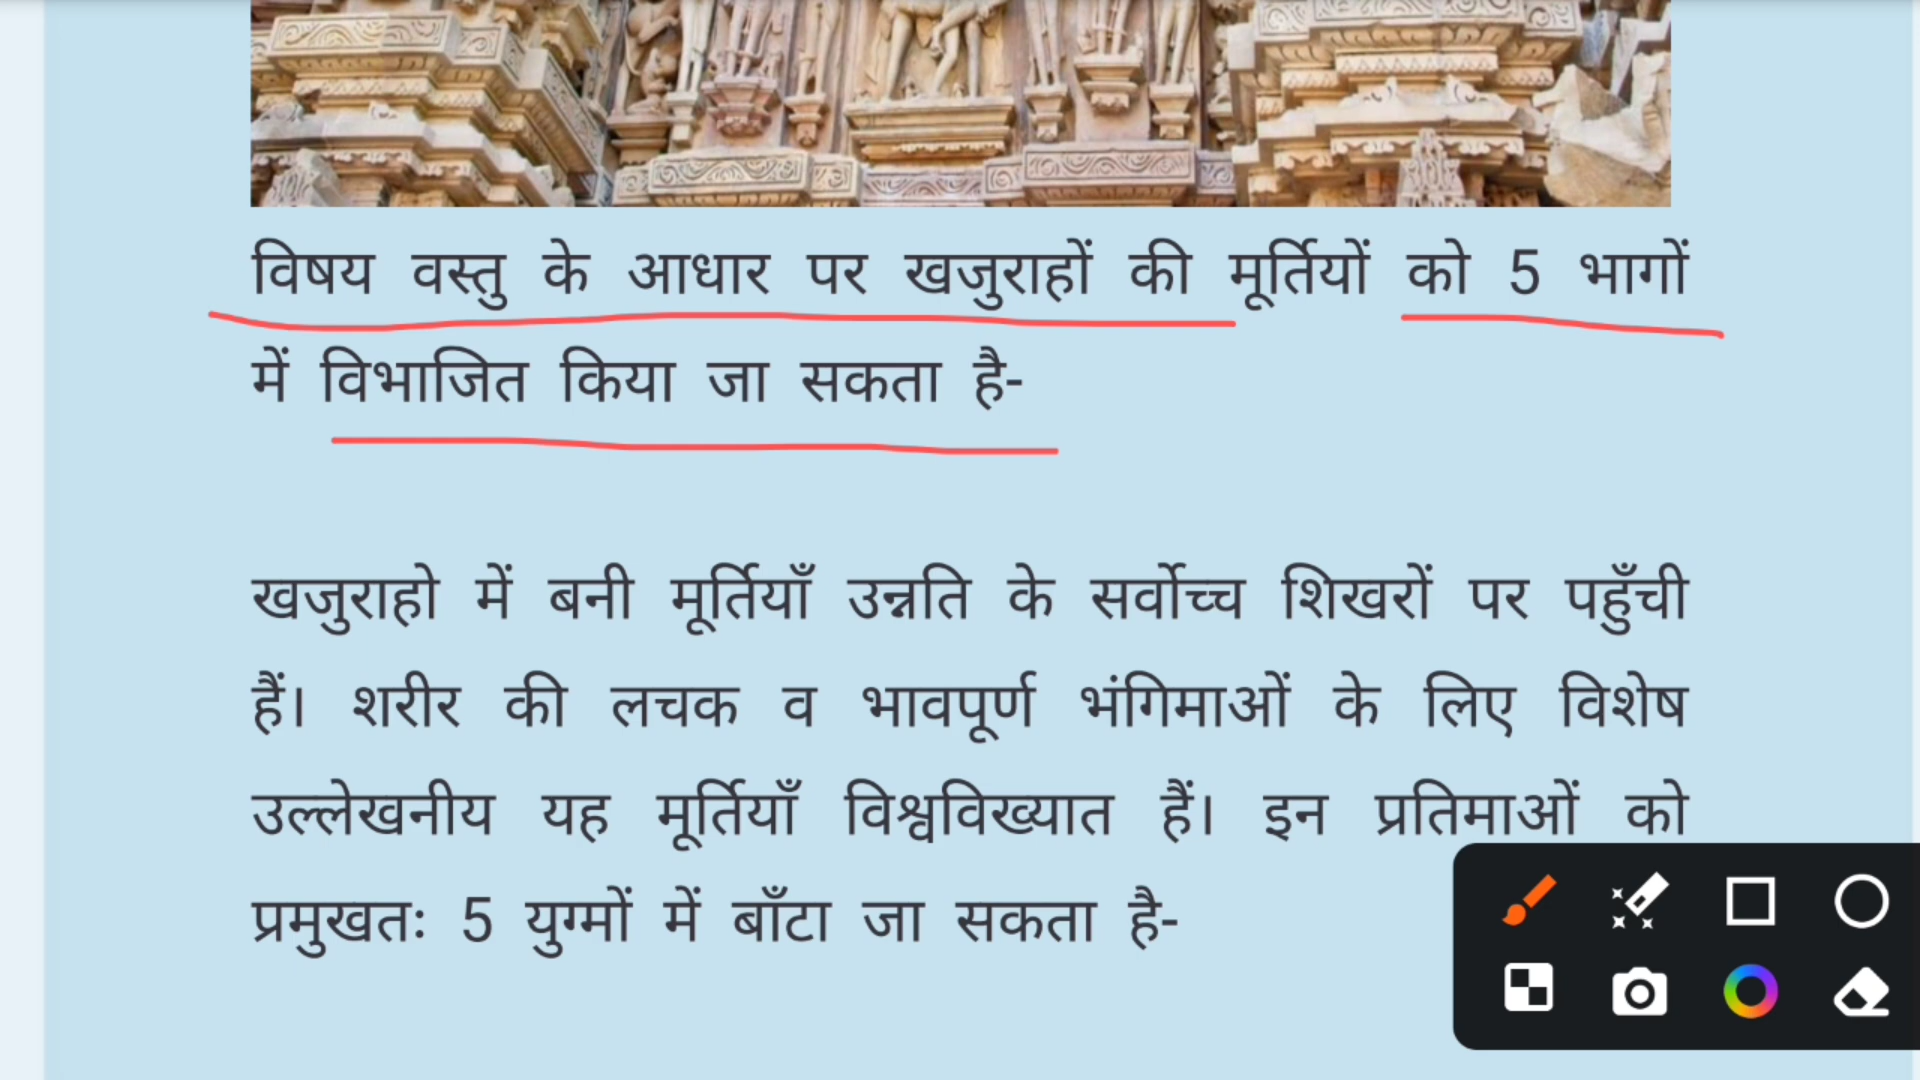 विषय वस्तु के आधार पर खजुराहों की मूर्तियों को 5 भागों
में विभाजित किया जा सकता है-
खजुराहो में बनी मूर्तियाँ उन्नति के सर्वोच्च शिखरों पर पहुँची
हैं। शरीर की लचक व भावपूर्ण भंगिमाओं के लिए विशेष
उल्लेखनीय यह मूर्तियाँ विश्वविख्यात हैं। इन प्रतिमाओं को
प्रमुखतः 5 युग्मों में बाँटा जा सकता है-